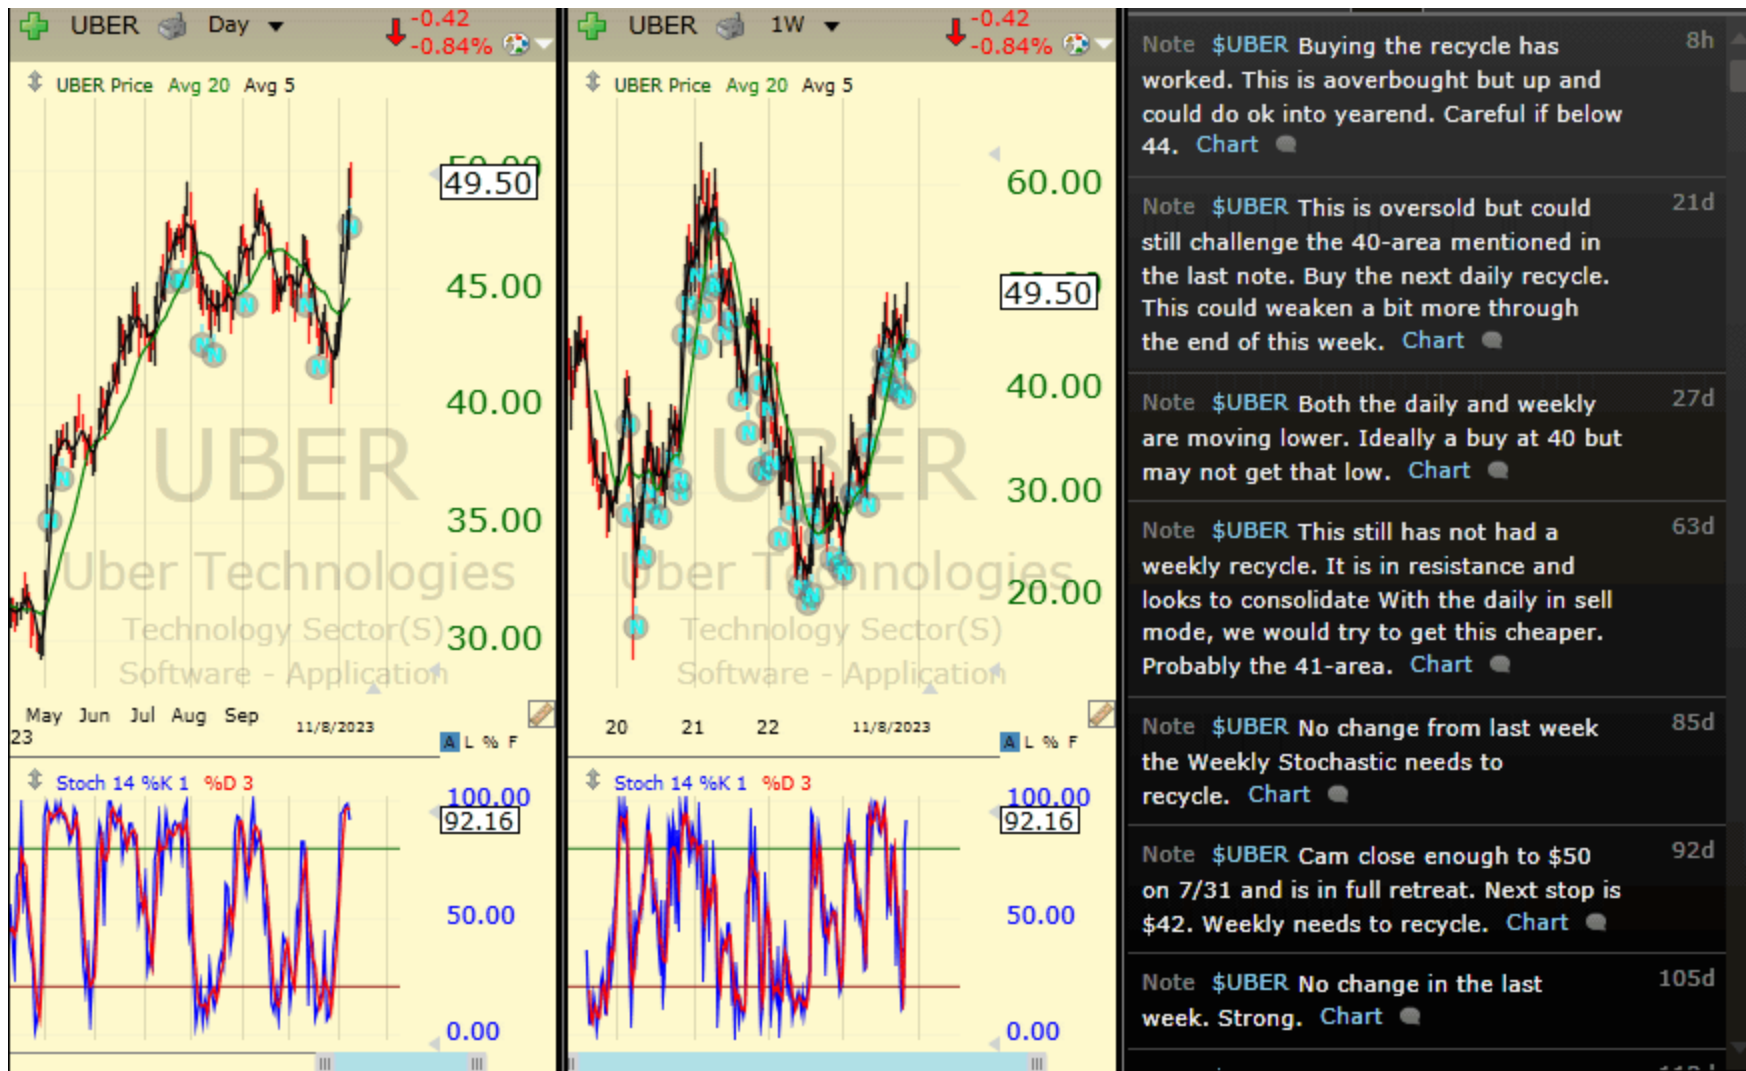 UBER Day
-0.42
-0.84%
UBER Price Avg 20 Avg 5
50.00
49.50
45.00
40.00
35.00
30.00
UBER
Uber Technologies
Technology Sector(S)
Software - Application
May Jun Jul Aug Sep
11/8/2023
23
A L % F
Stoch 14 %K 1 %D 3
100.00
92.16
50.00
0.00
UBER 1W
-0.42
-0.84%
UBER Price Avg 20 Avg 5
60.00
49.50
40.00
30.00
20.00
UBER
Uber Technologies
Technology Sector(S)
Software - Application
20 21 22 11/8/2023
A L % F
Stoch 14 %K 1 %D 3
100.00
92.16
50.00
0.00
Note $UBER Buying the recycle has 8h
worked. This is aoverbought but up and
could do ok into yearend. Careful if below
44. Chart
Note $UBER This is oversold but could 21d
still challenge the 40-area mentioned in
the last note. Buy the next daily recycle.
This could weaken a bit more through
the end of this week. Chart
Note $UBER Both the daily and weekly 27d
are moving lower. Ideally a buy at 40 but
may not get that low. Chart
Note $UBER This still has not had a 63d
weekly recycle. It is in resistance and
looks to consolidate With the daily in sell
mode, we would try to get this cheaper.
Probably the 41-area. Chart
Note $UBER No change from last week 85d
the Weekly Stochastic needs to
recycle. Chart
Note $UBER Cam close enough to $50 92d
on 7/31 and is in full retreat. Next stop is
$42. Weekly needs to recycle. Chart
Note $UBER No change in the last 105d
week. Strong. Chart